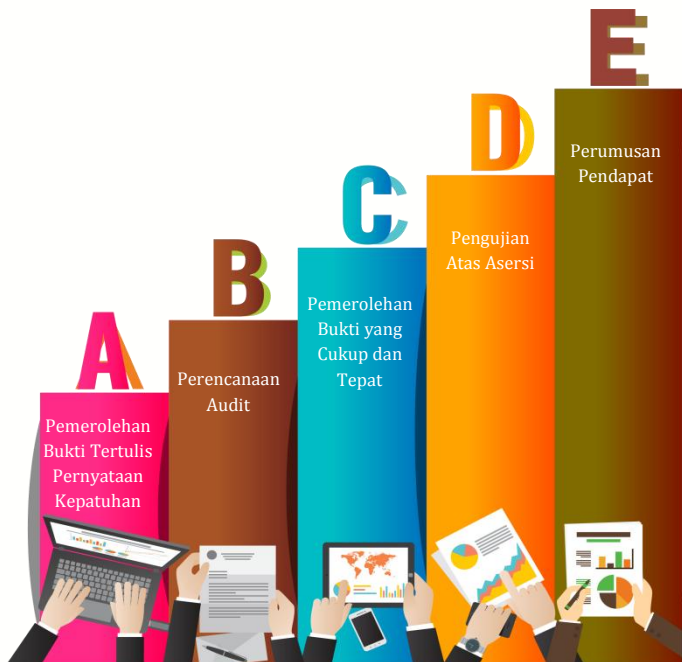 A
Pemerolehan
Bukti Tertulis
Pernyataan
Kepatuhan
B
Perencanaan
Audit
C
Pemerolehan
Bukti yang
Cukup dan
Tepat
D
Pengujian
Atas Asersi
E
Perumusan
Pendapat